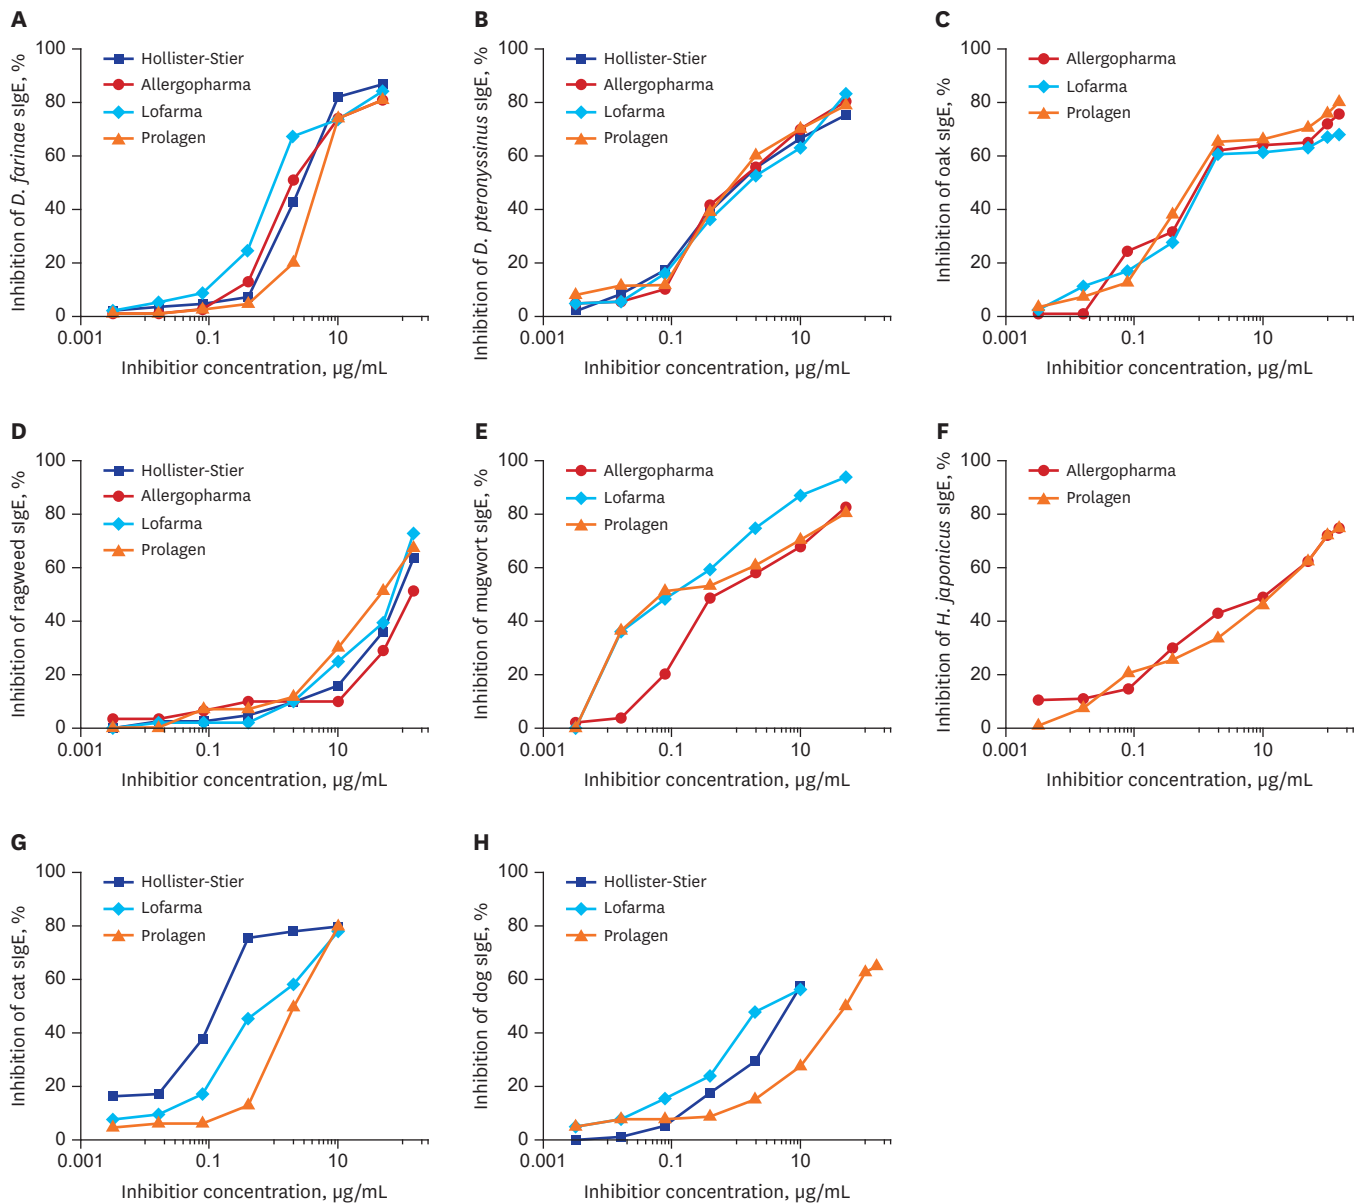 A
Inhibition of D. farinae sIgE, %
100
80
60
40
20
0
Hollister-Stier
Allergopharma
Lofarma
Prolagen
0.001
0.1
10
Inhibitior concentration, µg/mL
B
Inhibition of D. pteronyssinus sIgE, %
100
80
60
40
20
0
Hollister-Stier
Allergopharma
Lofarma
Prolagen
0.001
0.1
10
Inhibitior concentration, µg/mL
C
Inhibition of oak sIgE, %
100
80
60
40
20
0
Allergopharma
Lofarma
Prolagen
0.001
0.1
10
Inhibitior concentration, µg/mL
D
Inhibition of ragweed sIgE, %
100
80
60
40
20
0
Hollister-Stier
Allergopharma
Lofarma
Prolagen
0.001
0.1
10
Inhibitior concentration, µg/mL
E
Inhibition of mugwort sIgE, %
100
80
60
40
20
0
Allergopharma
Lofarma
Prolagen
0.001
0.1
10
Inhibitior concentration, µg/mL
F
Inhibition of H. japonicus sIgE, %
100
80
60
40
20
0
Allergopharma
Prolagen
0.001
0.1
10
Inhibitior concentration, µg/mL
G
Inhibition of cat sIgE, %
100
80
60
40
20
0
Hollister-Stier
Lofarma
Prolagen
0.001
0.1
10
Inhibitior concentration, µg/mL
H
Inhibition of dog sIgE, %
100
80
60
40
20
0
Hollister-Stier
Lofarma
Prolagen
0.001
0.1
10
Inhibitior concentration, µg/mL